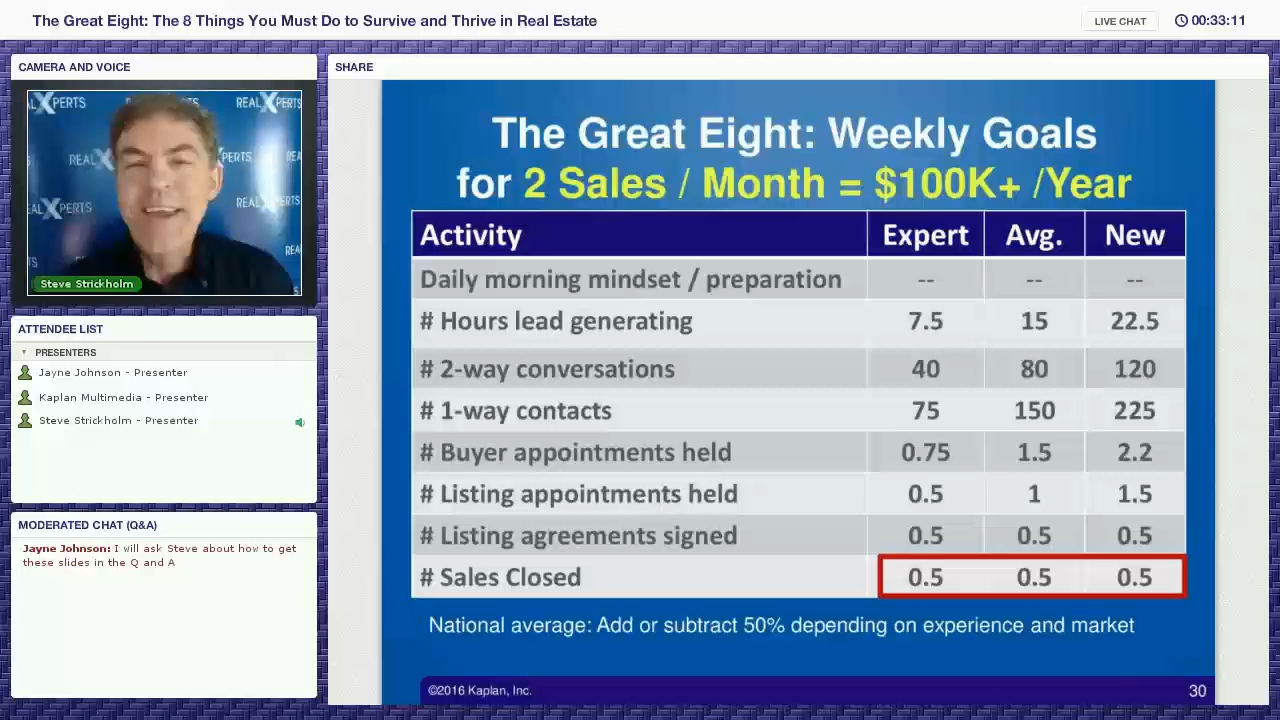 The Great Eight: The 8 Things You Must Do to Survive and Thrive in Real Estate
LIVE CHAT
00:33:11
CAMERA AND VOICE
REALXPERTS
REALX
PERTS
Steve Strickholm
ATTENDEE LIST
PRESENTERS
Jayne Johnson - Presenter
Kaplan Multimedia - Presenter
Steve Strickholm - Presenter
MODERATED CHAT (Q&A)
Jayne Johnson: I will ask Steve about how to get
these slides in the Q and A
SHARE
The Great Eight: Weekly Goals
for 2 Sales / Month = $100K+ /Year
Activity Expert Avg. New
Daily morning mindset / preparation -- -- --
# Hours lead generating 7.5 15 22.5
# 2-way conversations 40 80 120
# 1-way contacts 75 150 225
# Buyer appointments held 0.75 1.5 2.2
# Listing appointments held 0.5 1 1.5
# Listing agreements signed 0.5 0.5 0.5
# Sales Closed 0.5 0.5 0.5
National average: Add or subtract 50% depending on experience and market
©2016 Kaplan, Inc.
30